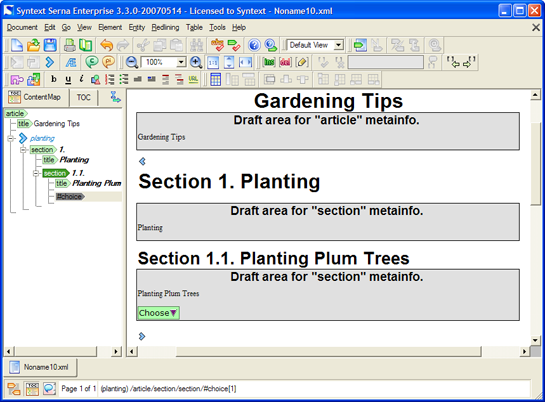 Syntext Serna Enterprise 3.3.0-20070514 - Licensed to Syntext - Noname10.xml
Document Edit Go View Element Entity Redlining Table Tools Help
Default View
100%
b u i
ContentMap TOC
article
title Gardening Tips
planting
section 1.
title Planting
section 1.1.
title Planting Plum
#choice
Gardening Tips
Draft area for "article" metainfo.
Gardening Tips
Section 1. Planting
Draft area for "section" metainfo.
Planting
Section 1.1. Planting Plum Trees
Draft area for "section" metainfo.
Planting Plum Trees
Choose
Noname10.xml
Page 1 of 1 (planting) /article/section/section/#choice[1]